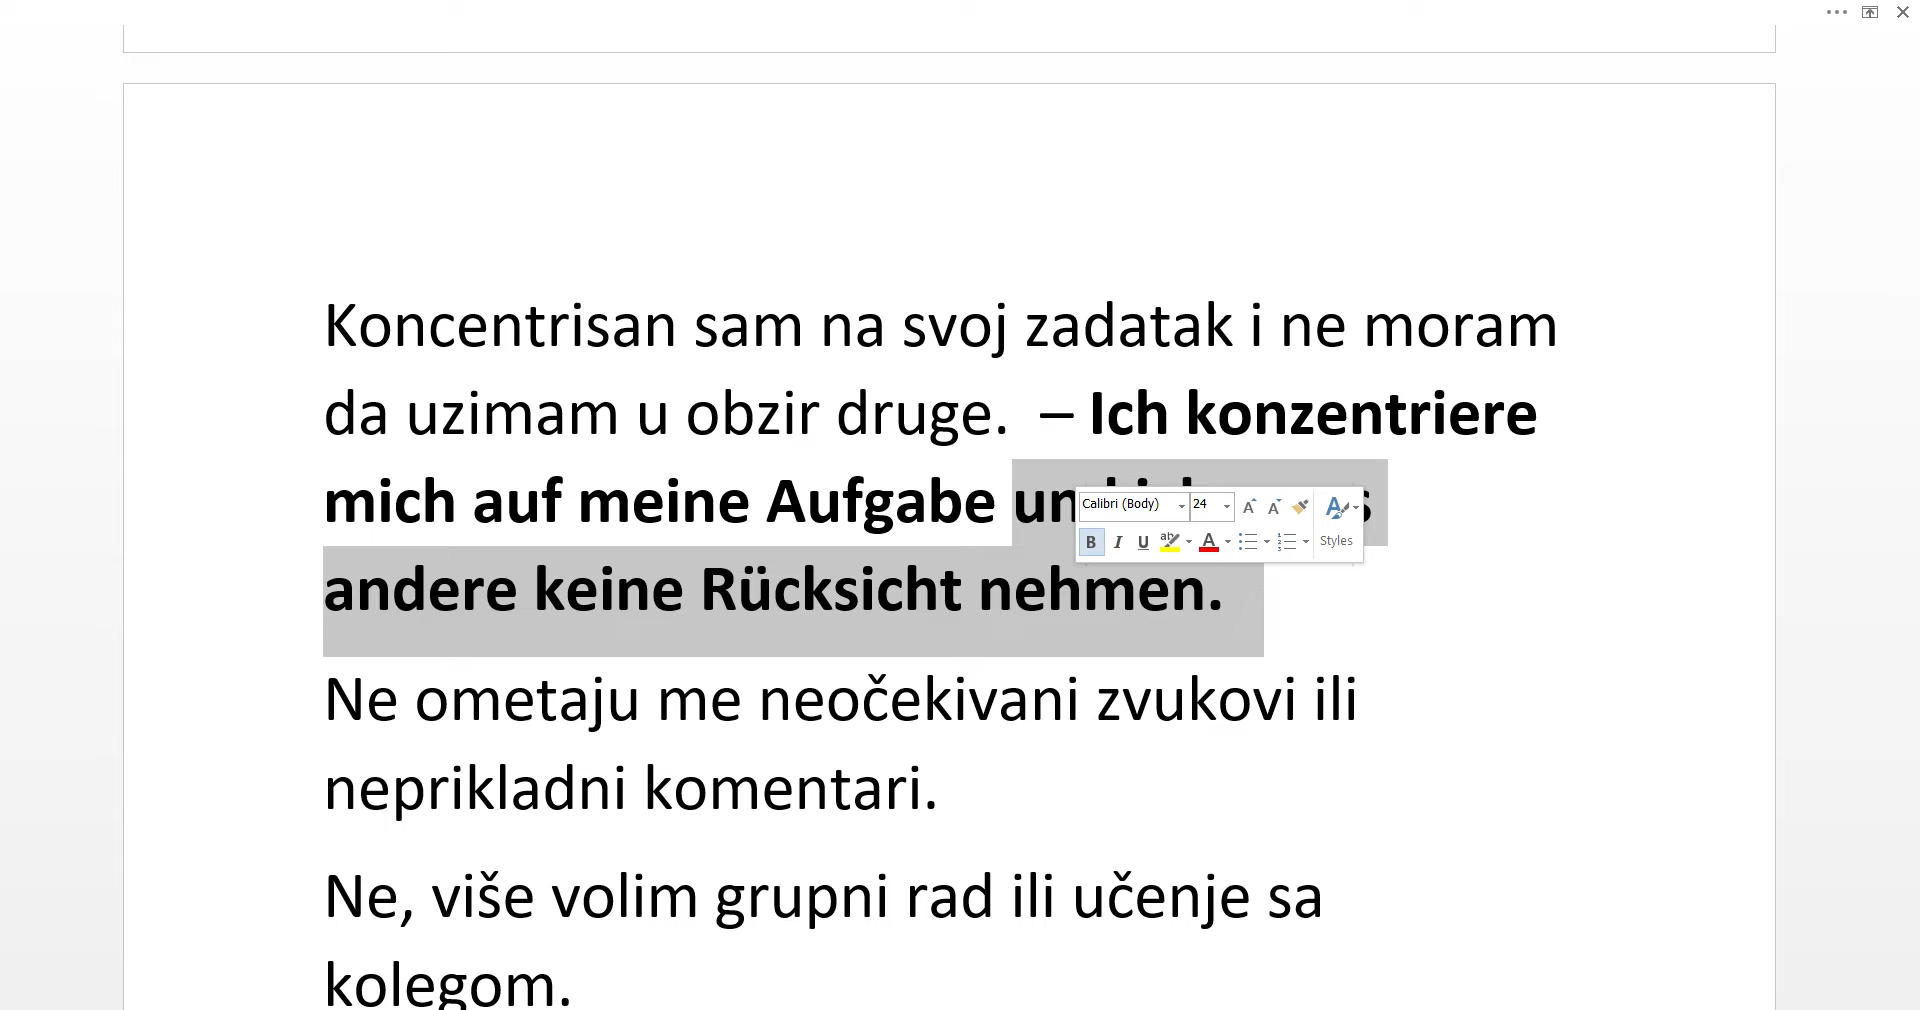 Koncentrisan sam na svoj zadatak i ne moram
da uzimam u obzir druge.  – Ich konzentriere
mich auf meine Aufgabe
Calibri (Body) 24
B I U ab A Styles
andere keine Rücksicht nehmen.
Ne ometaju me neočekivani zvukovi ili
neprikladni komentari.
Ne, više volim grupni rad ili učenje sa
kolegom.